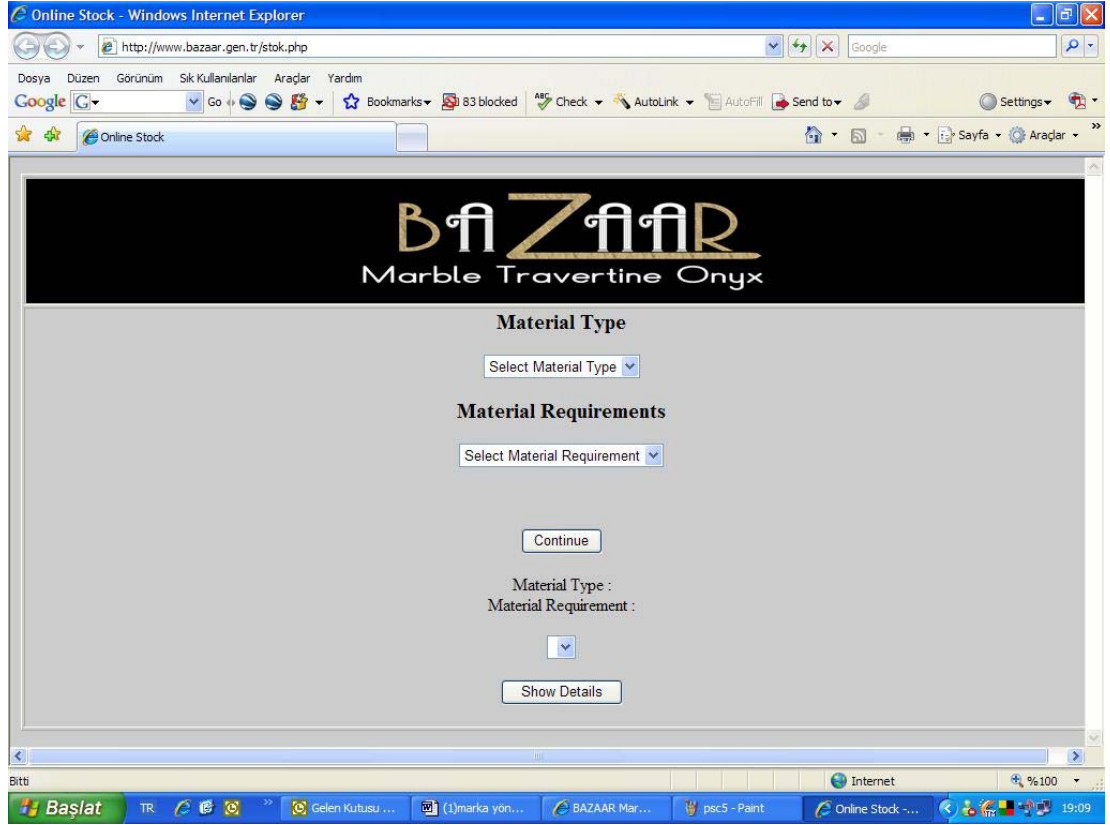 Online Stock - Windows Internet Explorer
http://www.bazaar.gen.tr/stok.php
Google
Dosya Düzen Görünüm Sık Kullanılanlar Araçlar Yardım
Google G Go Bookmarks 83 blocked ABC Check AutoLink AutoFill Send to Settings
Online Stock Sayfa Araçlar »
BAZAAR
Marble Travertine Onyx
Material Type
Select Material Type
Material Requirements
Select Material Requirement
Continue
Material Type :
Material Requirement :
Show Details
Bitti Internet %100
Başlat TR » Gelen Kutusu ... (1)marka yön... BAZAAR Mar... psc5 - Paint Online Stock -... 19:09